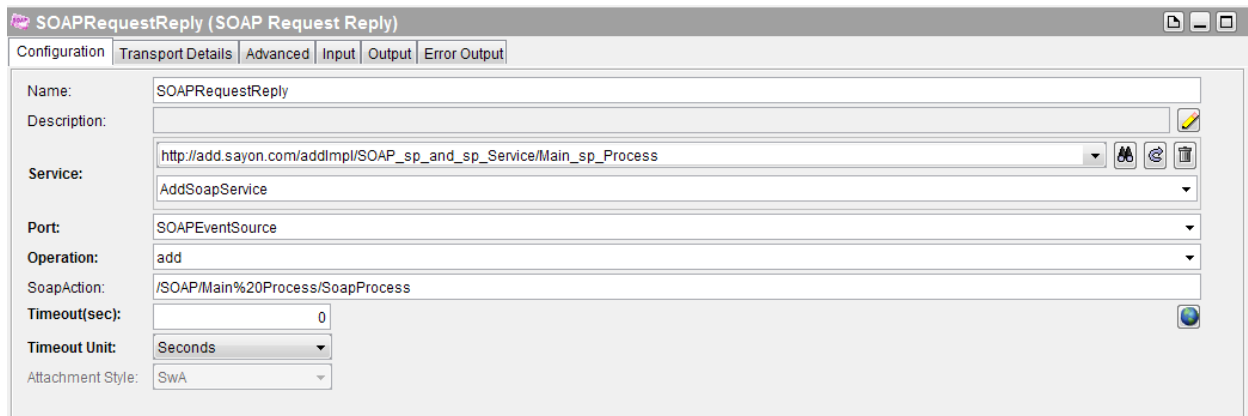 SOAPRequestReply (SOAP Request Reply)
Configuration Transport Details Advanced Input Output Error Output
Name: SOAPRequestReply
Description:
http://add.sayon.com/addImpl/SOAP_sp_and_sp_Service/Main_sp_Process
Service:
AddSoapService
Port: SOAPEventSource
Operation: add
SoapAction: /SOAP/Main%20Process/SoapProcess
Timeout(sec): 0
Timeout Unit: Seconds
Attachment Style: SwA